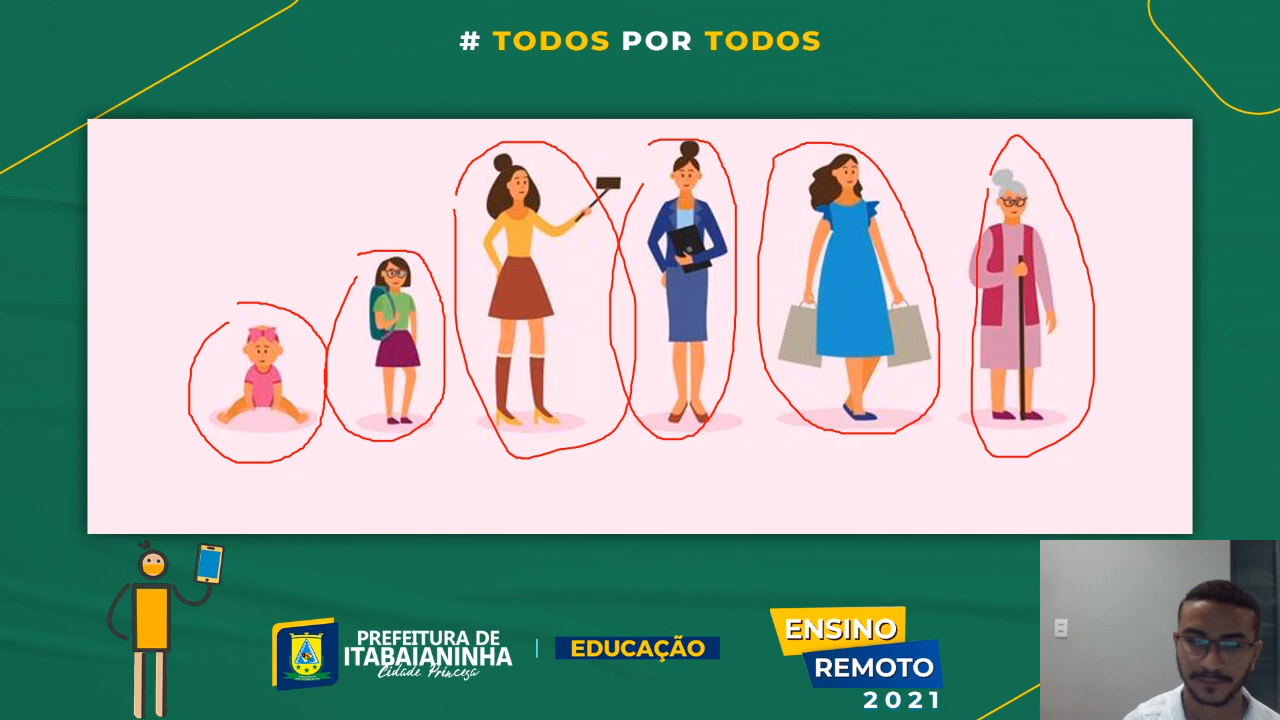 # TODOS POR TODOS
PREFEITURA DE
ITABAIANINHA
Cidade Princesa
EDUCAÇÃO
ENSINO
REMOTO
2021